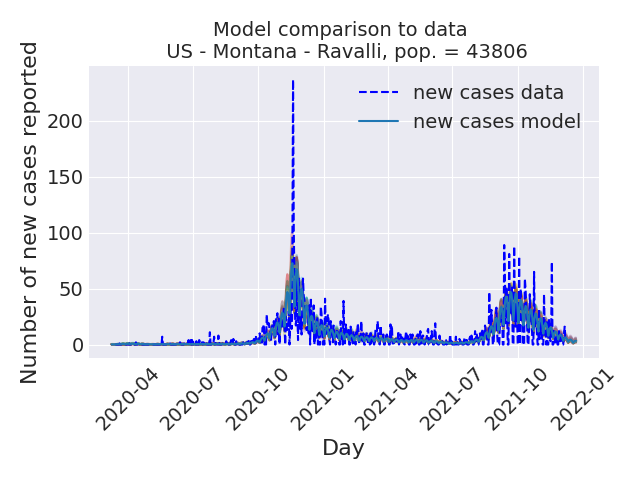 Model comparison to data
US - Montana - Ravalli, pop. = 43806
new cases data
new cases model
Number of new cases reported
200
150
100
50
0
2020-04
2020-07
2020-10
2021-01
2021-04
2021-07
2021-10
2022-01
Day